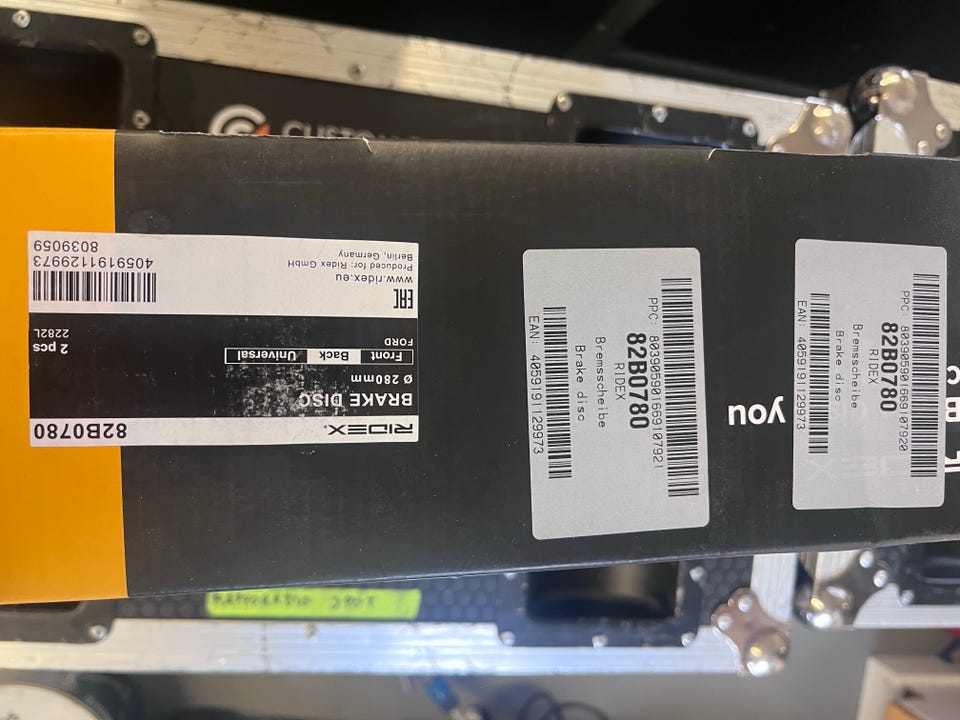 RIDEX
82B0780
BRAKE DISC
Ø 280mm
Front Back Universal
FORD
2 pcs
2282L
EAC
www.ridex.eu
Produced for: Ridex GmbH
Berlin, Germany
4059191129973
8039059
PPC: 8039059016691079​21
82B0780
RIDEX
Bremsscheibe
Brake disc
EAN: 4059191129973
PPC: 803905901669107920
82B0780
RIDEX
Bremsscheibe
Brake disc
EAN: 4059191129973
you